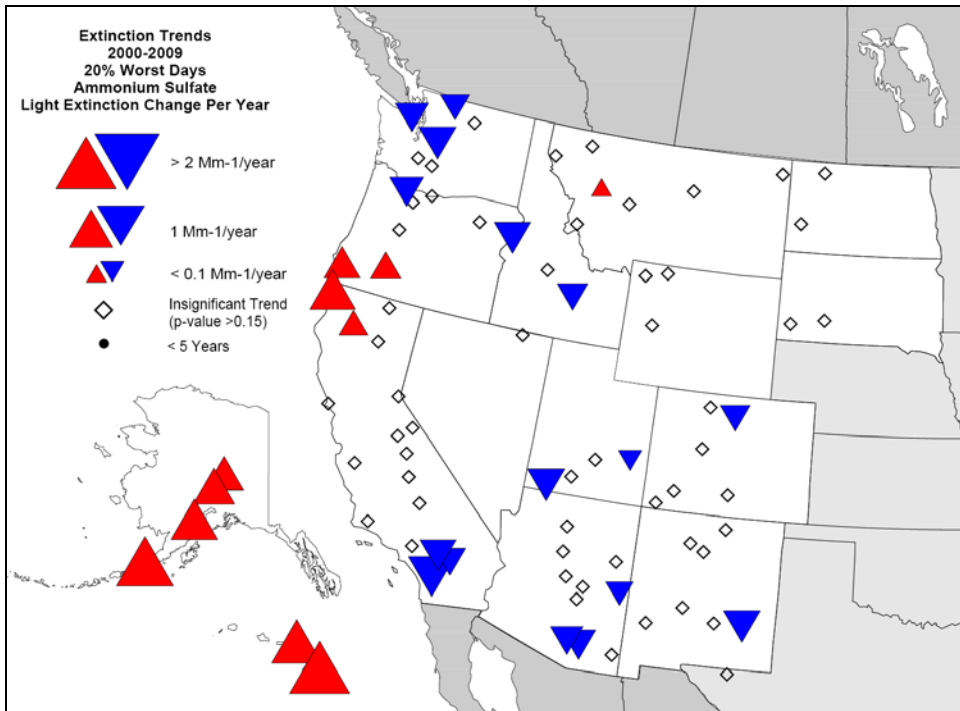 Extinction Trends
2000-2009
20% Worst Days
Ammonium Sulfate
Light Extinction Change Per Year
> 2 Mm-1/year
1 Mm-1/year
< 0.1 Mm-1/year
Insignificant Trend
(p-value >0.15)
< 5 Years